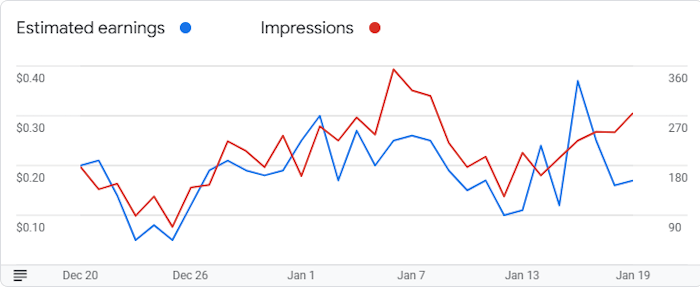 Estimated earnings Impressions
$0.40 360
$0.30 270
$0.20 180
$0.10 90
Dec 20 Dec 26 Jan 1 Jan 7 Jan 13 Jan 19